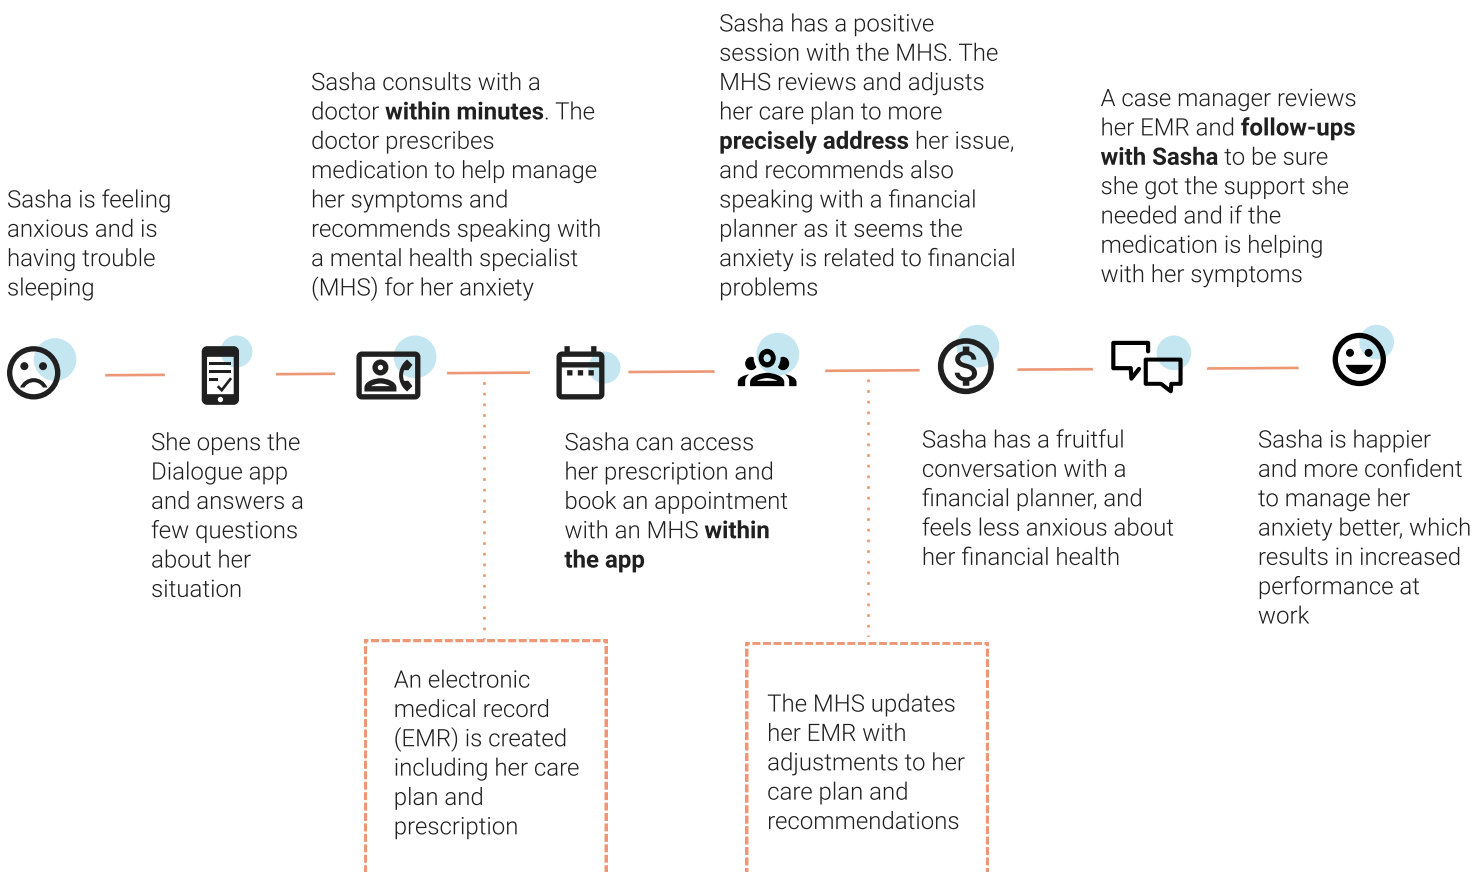 Sasha is feeling
anxious and is
having trouble
sleeping
She opens the
Dialogue app
and answers a
few questions
about her
situation
Sasha consults with a
doctor within minutes. The
doctor prescribes
medication to help manage
her symptoms and
recommends speaking with
a mental health specialist
(MHS) for her anxiety
An electronic
medical record
(EMR) is created
including her care
plan and
prescription
Sasha can access
her prescription and
book an appointment
with an MHS within
the app
Sasha has a positive
session with the MHS. The
MHS reviews and adjusts
her care plan to more
precisely address her issue,
and recommends also
speaking with a financial
planner as it seems the
anxiety is related to financial
problems
The MHS updates
her EMR with
adjustments to her
care plan and
recommendations
Sasha has a fruitful
conversation with a
financial planner, and
feels less anxious about
her financial health
A case manager reviews
her EMR and follow-ups
with Sasha to be sure
she got the support she
needed and if the
medication is helping
with her symptoms
Sasha is happier
and more confident
to manage her
anxiety better, which
results in increased
performance at
work